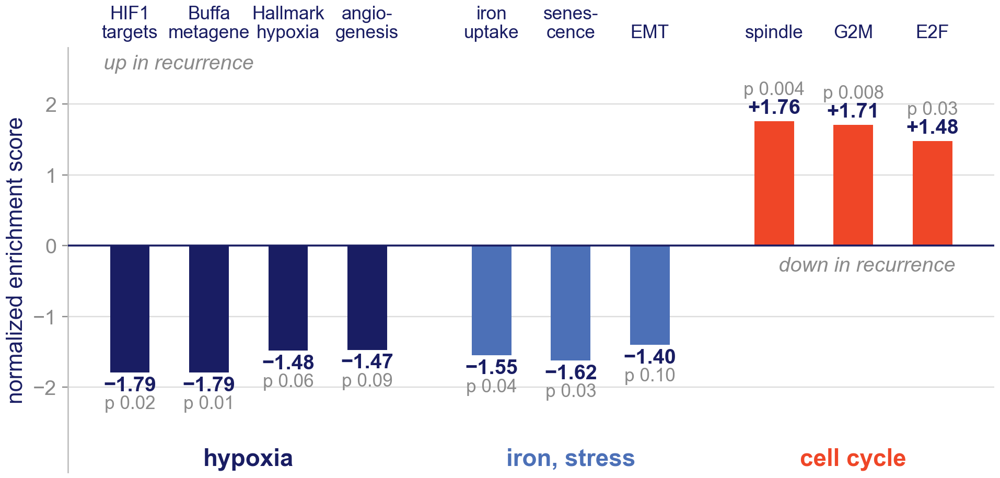 HIF1
targets
Buffa
metagene
Hallmark
hypoxia
angio-
genesis
iron
uptake
senes-
cence
EMT
spindle
G2M
E2F
up in recurrence
normalized enrichment score
2
1
0
−1
−2
p 0.004
+1.76
p 0.008
+1.71
p 0.03
+1.48
down in recurrence
−1.79
p 0.02
−1.79
p 0.01
−1.48
p 0.06
−1.47
p 0.09
−1.55
p 0.04
−1.62
p 0.03
−1.40
p 0.10
hypoxia
iron, stress
cell cycle